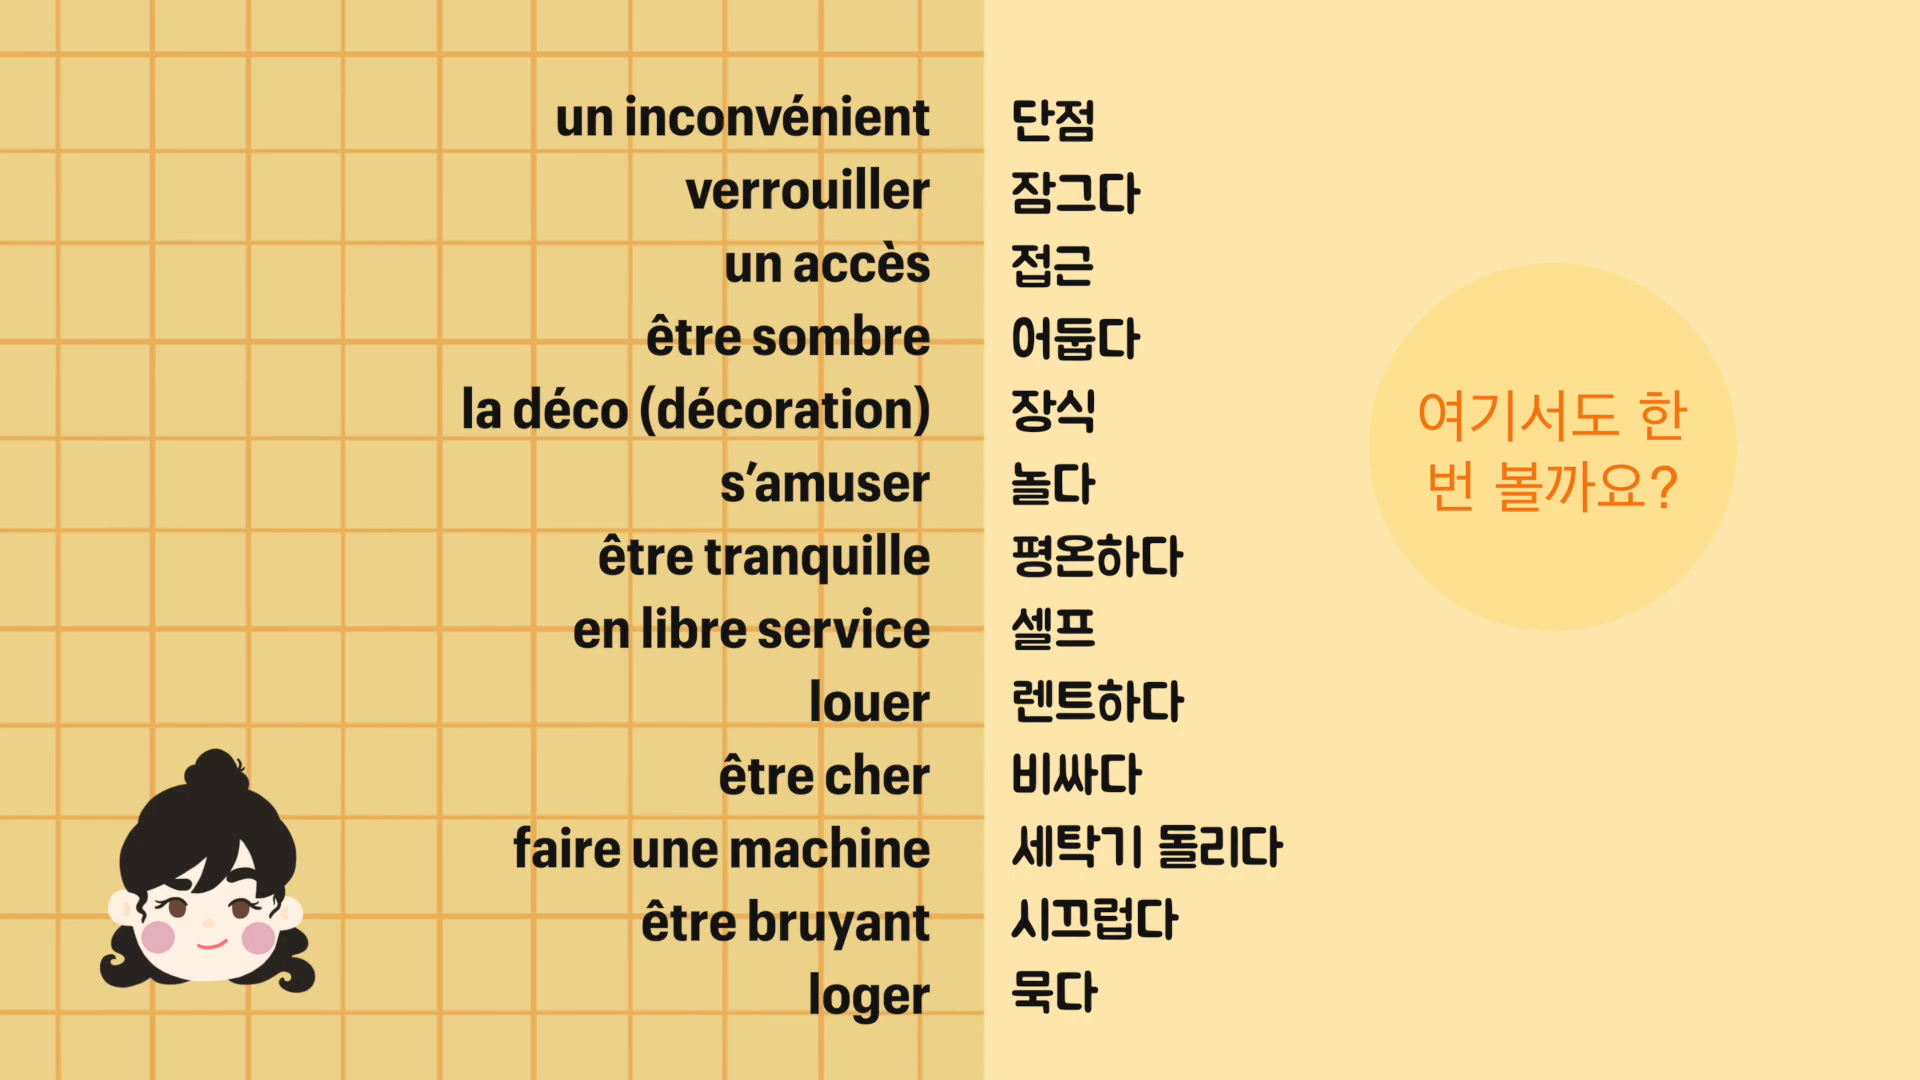 un inconvénient 단점
verrouiller 잠그다
un accès 접근
être sombre 어둡다
la déco (décoration) 장식
s’amuser 놀다
être tranquille 평온하다
en libre service 셀프
louer 렌트하다
être cher 비싸다
faire une machine 세탁기 돌리다
être bruyant 시끄럽다
loger 묵다
여기서도 한
번 볼까요?